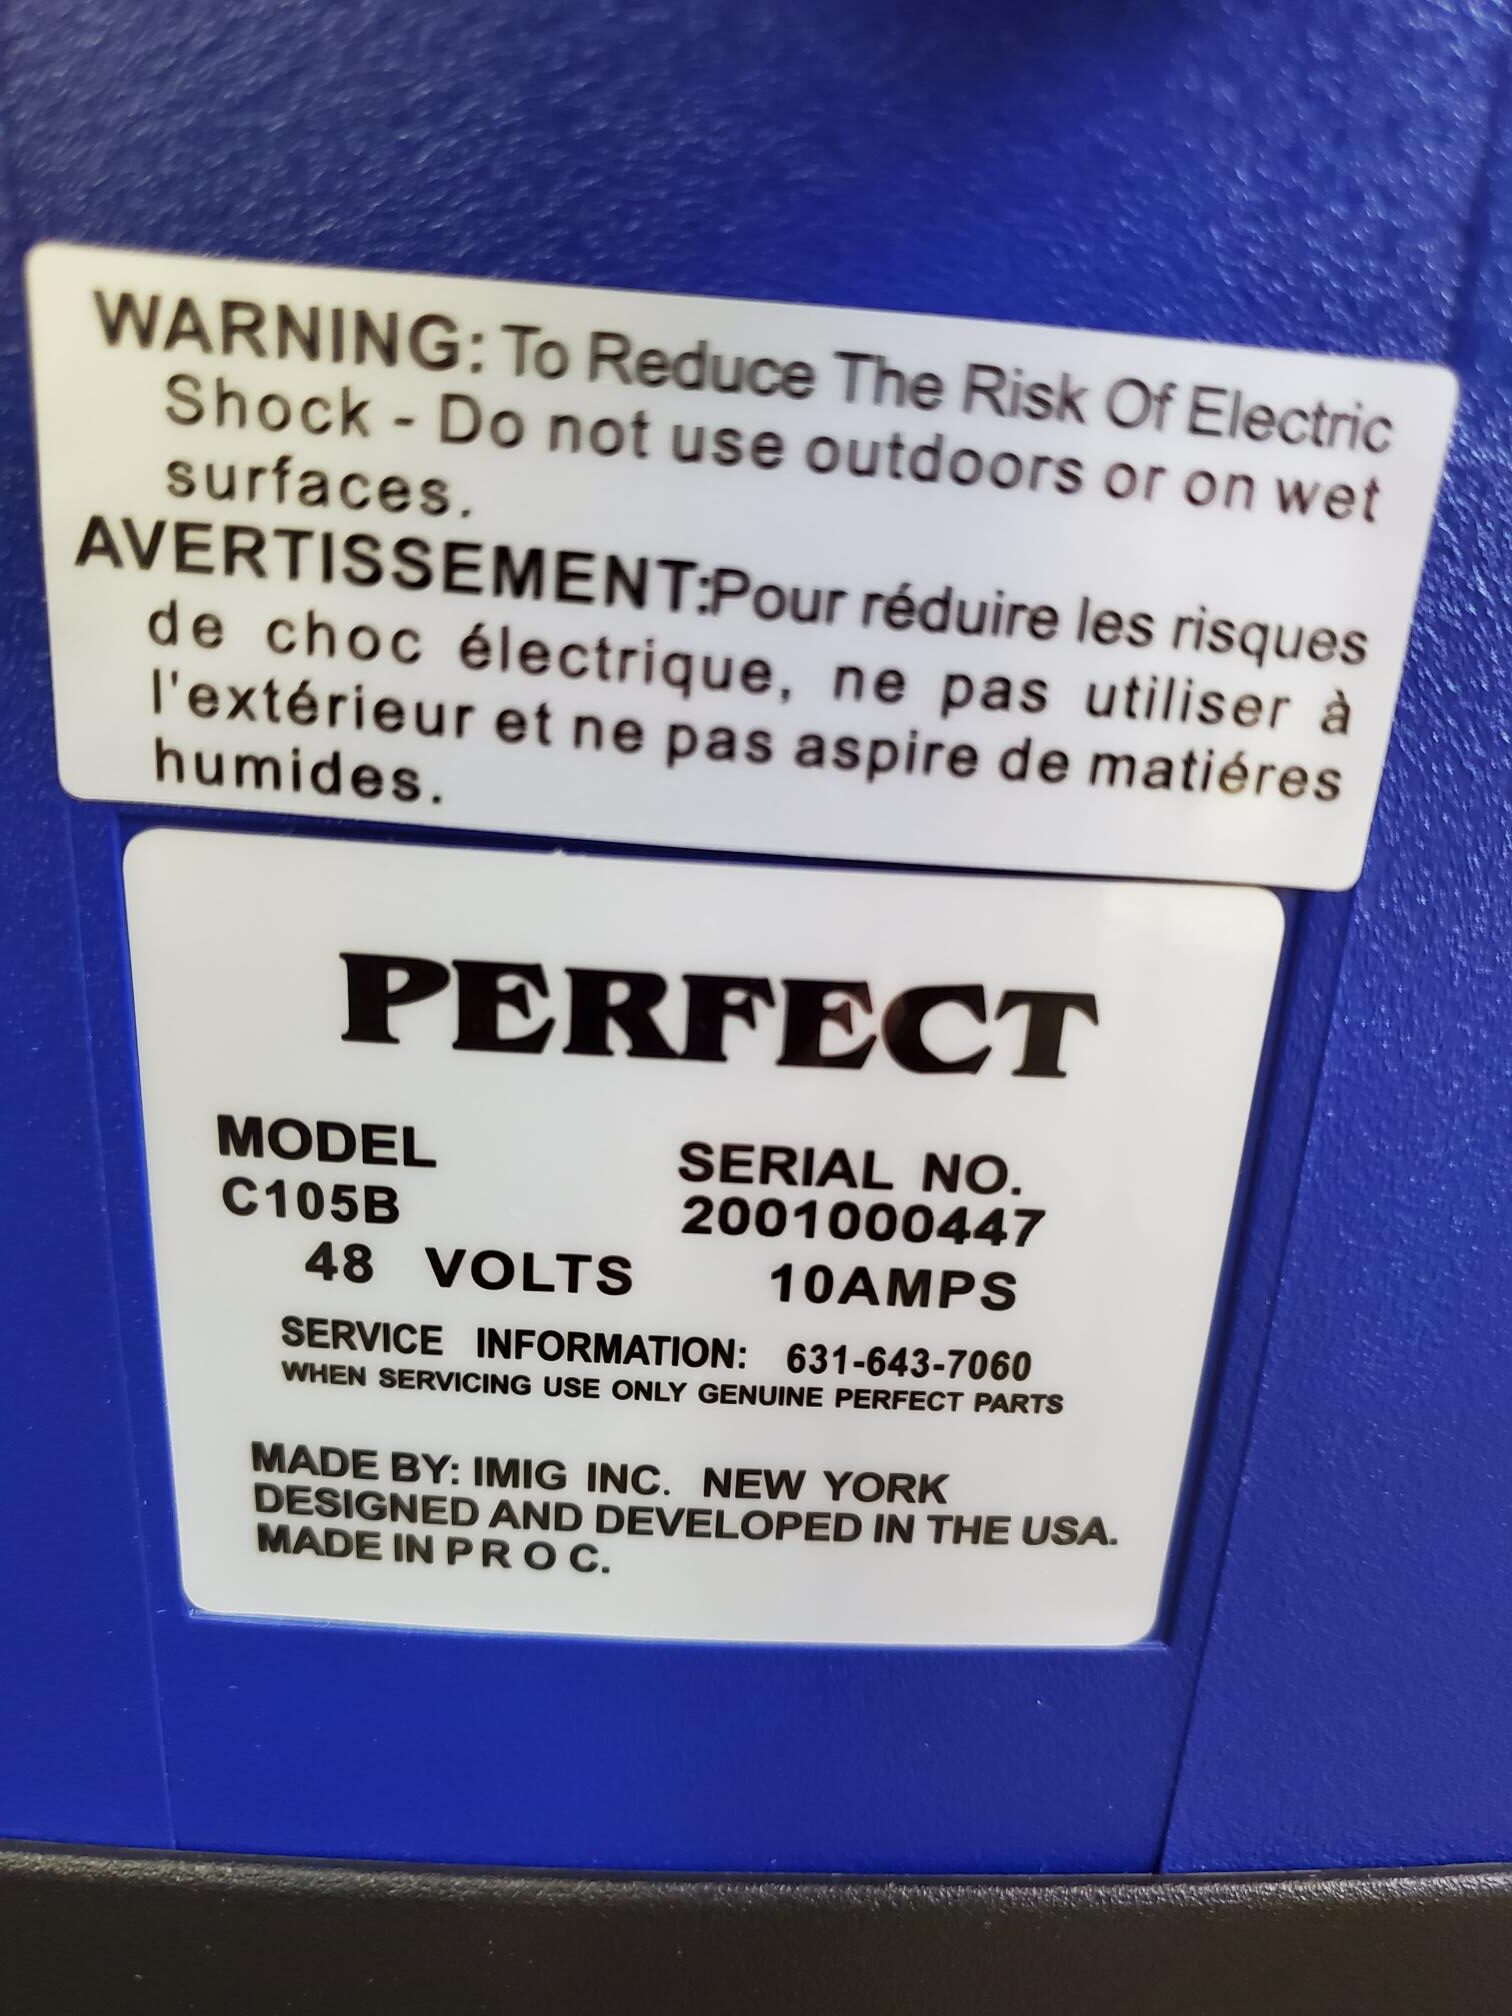 WARNING: To Reduce The Risk Of Electric
Shock - Do not use outdoors or on wet
surfaces.
AVERTISSEMENT:Pour réduire les risques
de choc électrique, ne pas utiliser à
l'extérieur et ne pas aspire de matiéres
humides.
PERFECT
MODEL SERIAL NO.
C105B 2001000447
48 VOLTS 10AMPS
SERVICE INFORMATION: 631-643-7060
WHEN SERVICING USE ONLY GENUINE PERFECT PARTS
MADE BY: IMIG INC. NEW YORK
DESIGNED AND DEVELOPED IN THE USA.
MADE IN P R O C.